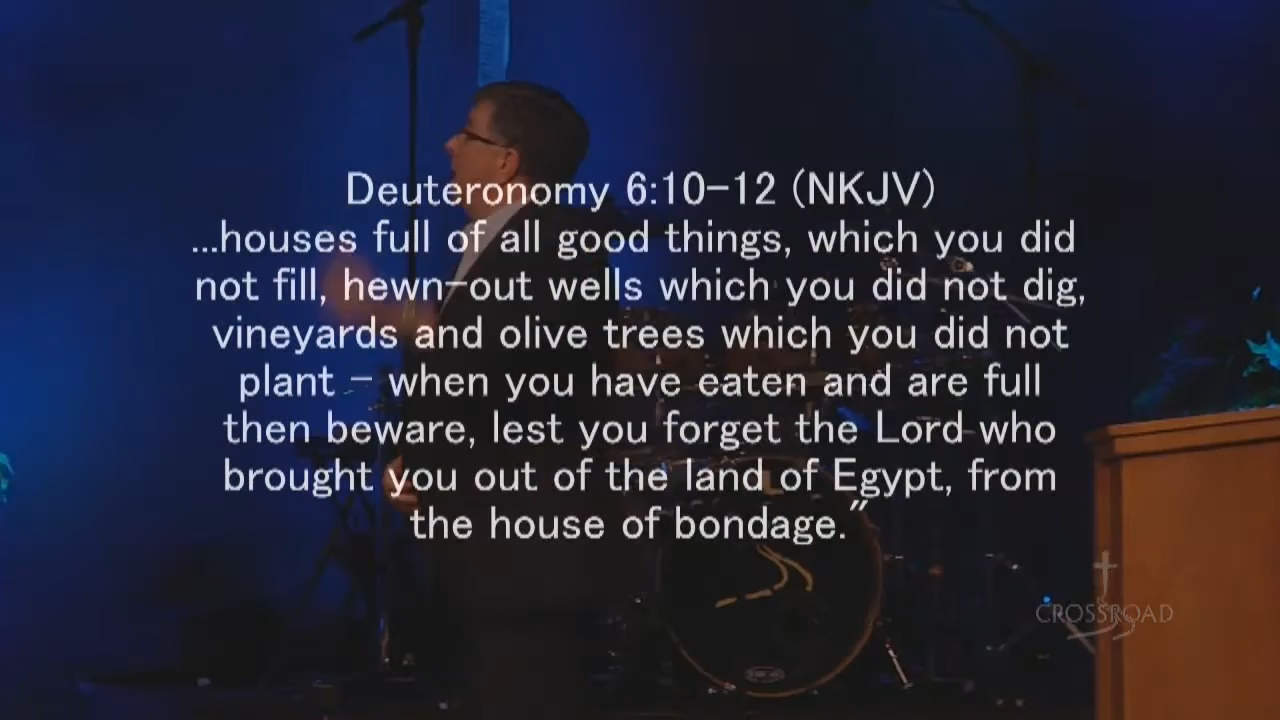 Deuteronomy 6:10-12 (NKJV)
...houses full of all good things, which you did
not fill, hewn-out wells which you did not dig,
vineyards and olive trees which you did not
plant - when you have eaten and are full
then beware, lest you forget the Lord who
brought you out of the land of Egypt, from
the house of bondage."
CROSSROAD